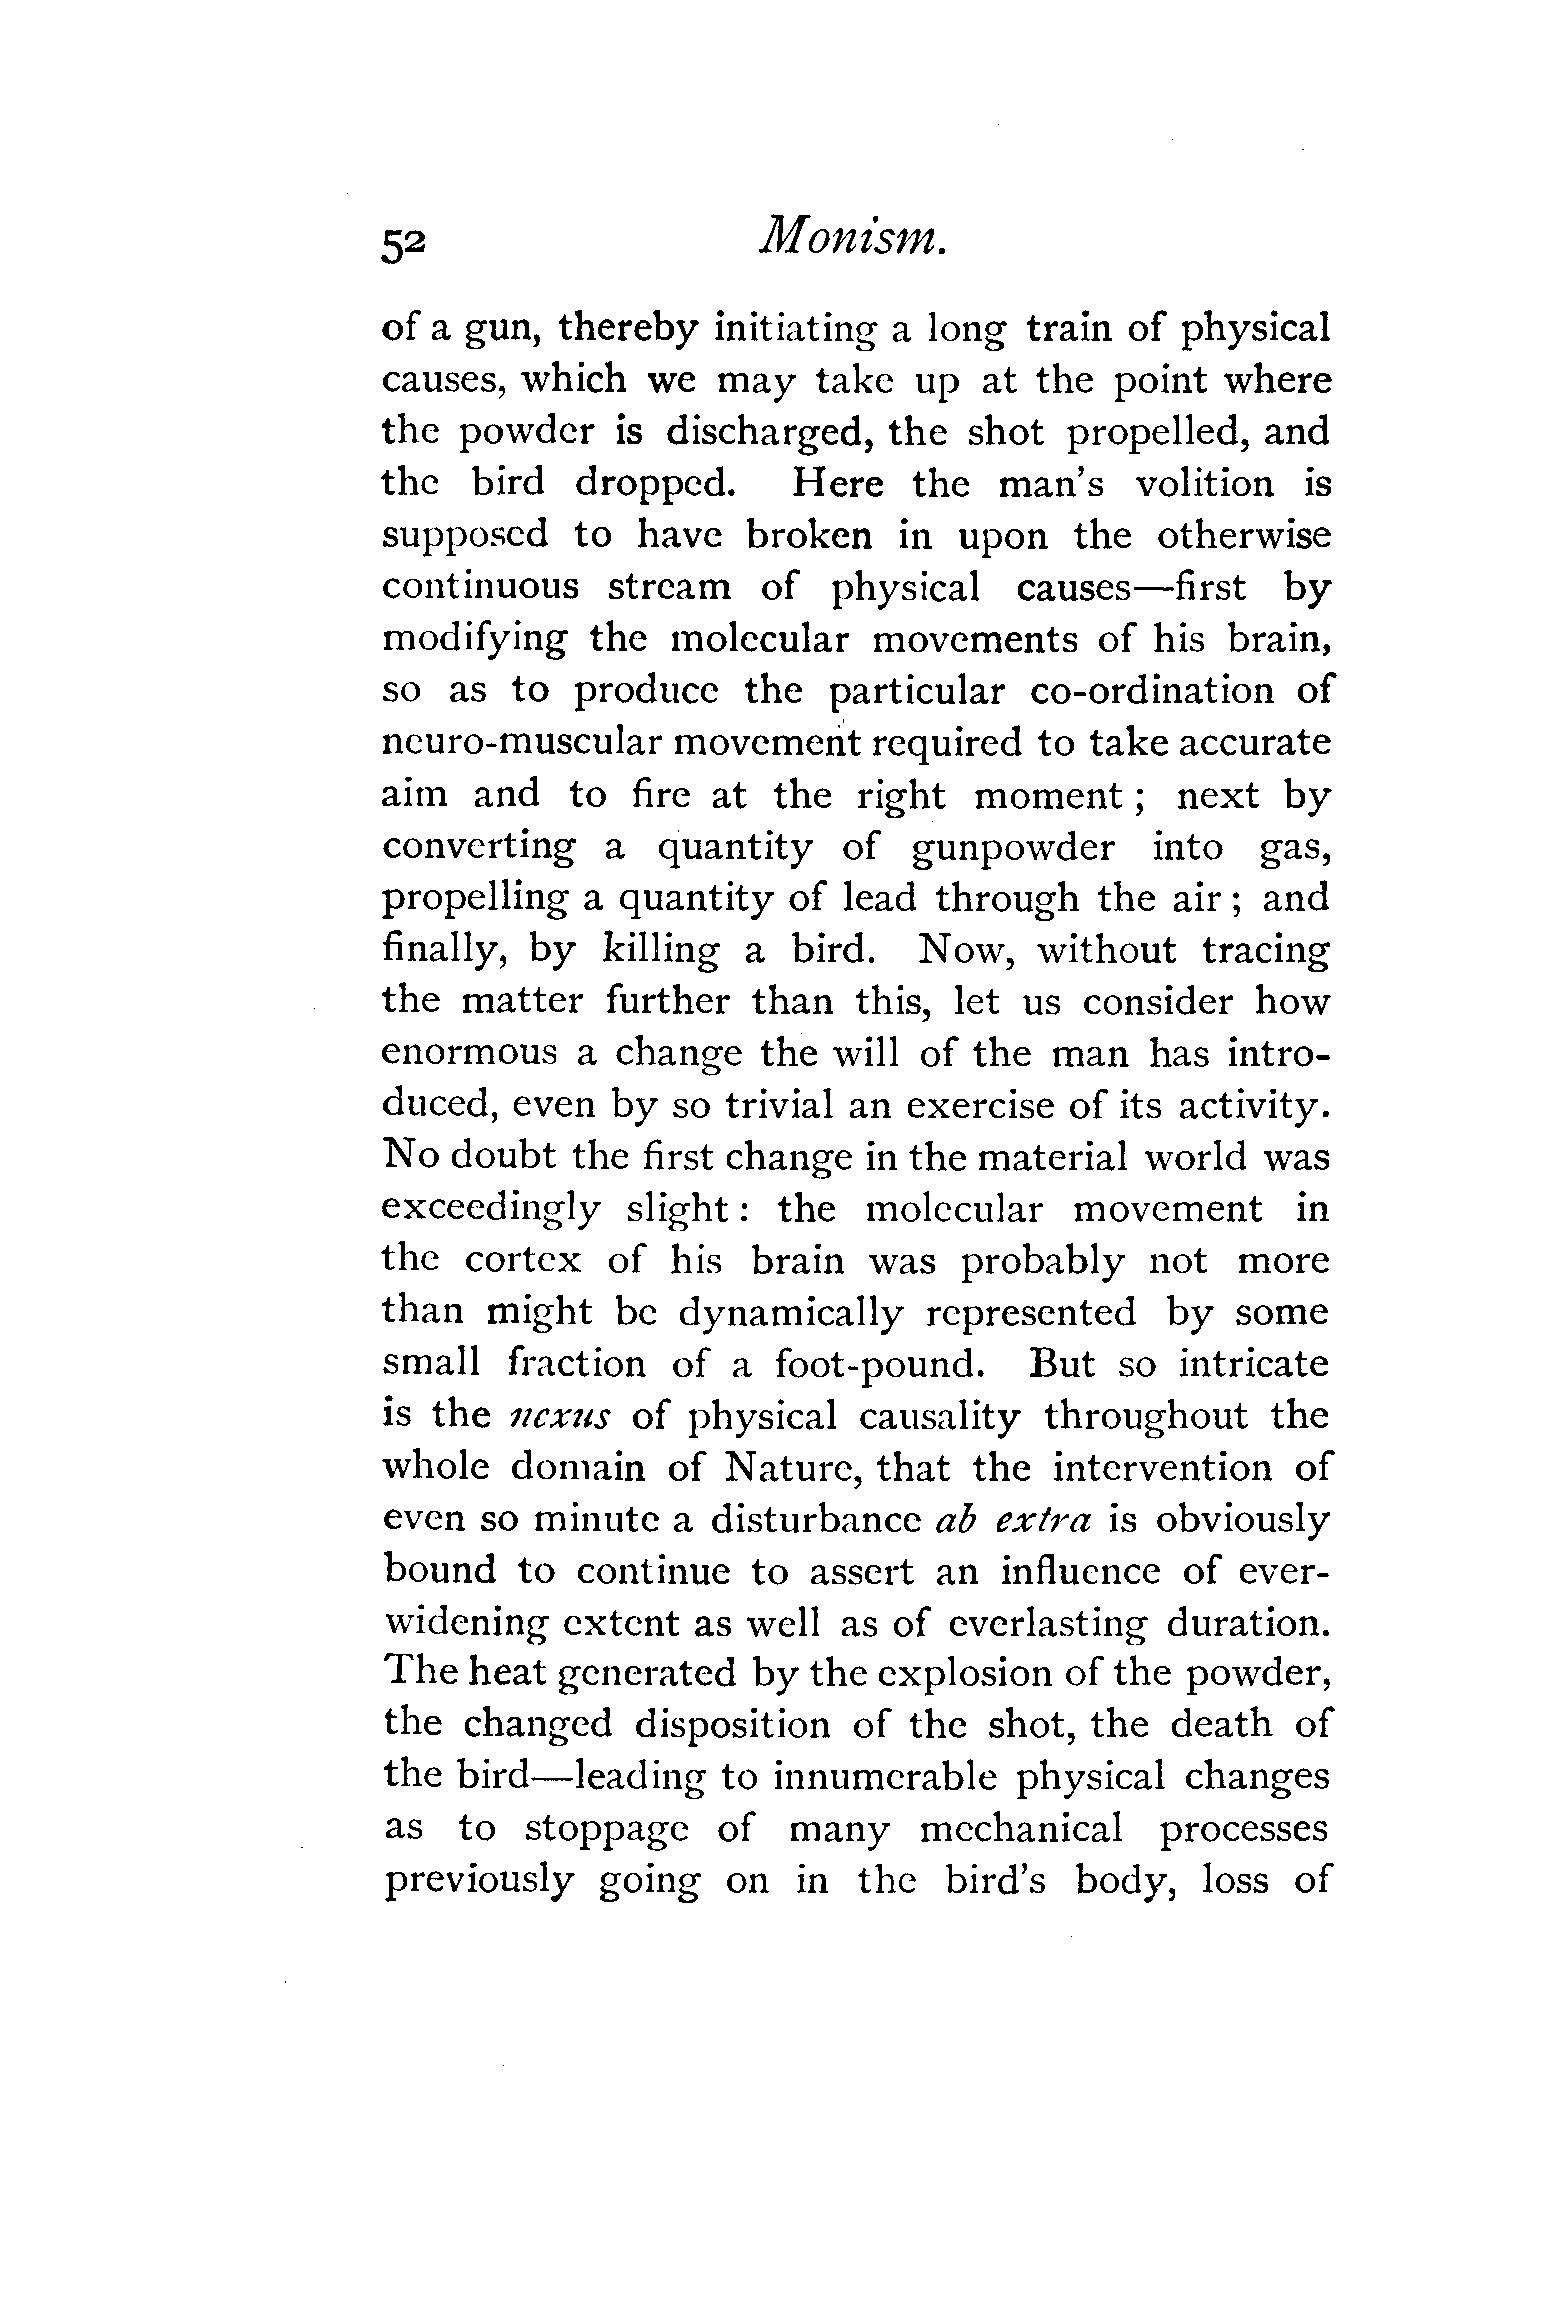 52 Monism.
of a gun, thereby initiating a long train of physical
causes, which we may take up at the point where
the powder is discharged, the shot propelled, and
the bird dropped. Here the man's volition is
supposed to have broken in upon the otherwise
continuous stream of physical causes—first by
modifying the molecular movements of his brain,
so as to produce the particular co-ordination of
neuro-muscular movement required to take accurate
aim and to fire at the right moment ; next by
converting a quantity of gunpowder into gas,
propelling a quantity of lead through the air ; and
finally, by killing a bird. Now, without tracing
the matter further than this, let us consider how
enormous a change the will of the man has intro-
duced, even by so trivial an exercise of its activity.
No doubt the first change in the material world was
exceedingly slight : the molecular movement in
the cortex of his brain was probably not more
than might be dynamically represented by some
small fraction of a foot-pound. But so intricate
is the nexus of physical causality throughout the
whole domain of Nature, that the intervention of
even so minute a disturbance ab extra is obviously
bound to continue to assert an influence of ever-
widening extent as well as of everlasting duration.
The heat generated by the explosion of the powder,
the changed disposition of the shot, the death of
the bird—leading to innumerable physical changes
as to stoppage of many mechanical processes
previously going on in the bird's body, loss of